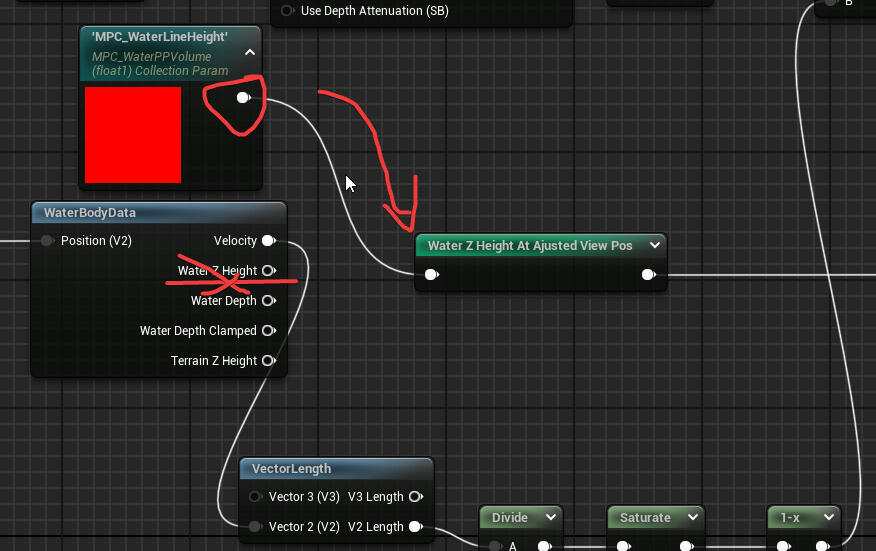 Use Depth Attenuation (SB)
B
'MPC_WaterLineHeight'
MPC_WaterPPVolume
(float1) Collection Param
WaterBodyData
Position (V2)
Velocity
Water Z Height
Water Depth
Water Depth Clamped
Terrain Z Height
Water Z Height At Ajusted View Pos
VectorLength
Vector 3 (V3) V3 Length
Vector 2 (V2) V2 Length
Divide
A
Saturate
1-x